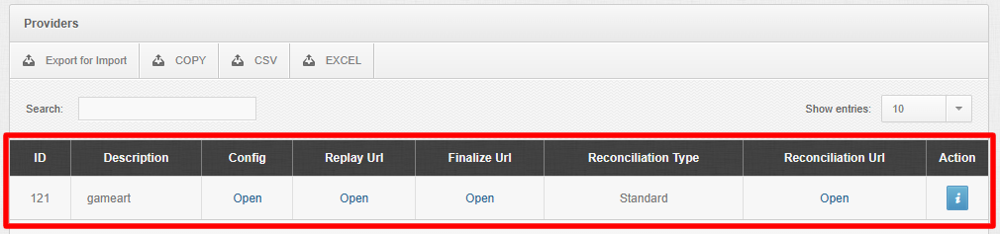 Providers
Export for Import COPY CSV EXCEL
Search: Show entries: 10
ID Description Config Replay Url Finalize Url Reconciliation Type Reconciliation Url Action
121 gameart Open Open Open Standard Open i